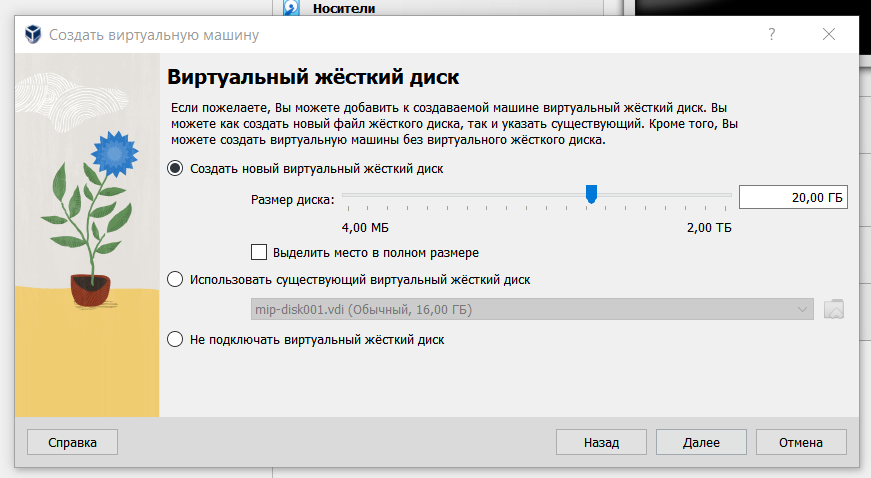 Носители
Создать виртуальную машину
?
Виртуальный жёсткий диск
Если пожелаете, Вы можете добавить к создаваемой машине виртуальный жёсткий диск. Вы
можете как создать новый файл жёсткого диска, так и указать существующий. Кроме того, Вы
можете создать виртуальную машины без виртуального жёсткого диска.
Создать новый виртуальный жёсткий диск
Размер диска:
20,00 ГБ
4,00 МБ
2,00 ТБ
Выделить место в полном размере
Использовать существующий виртуальный жёсткий диск
mip-disk001.vdi (Обычный, 16,00 ГБ)
Не подключать виртуальный жёсткий диск
Справка
Назад
Далее
Отмена